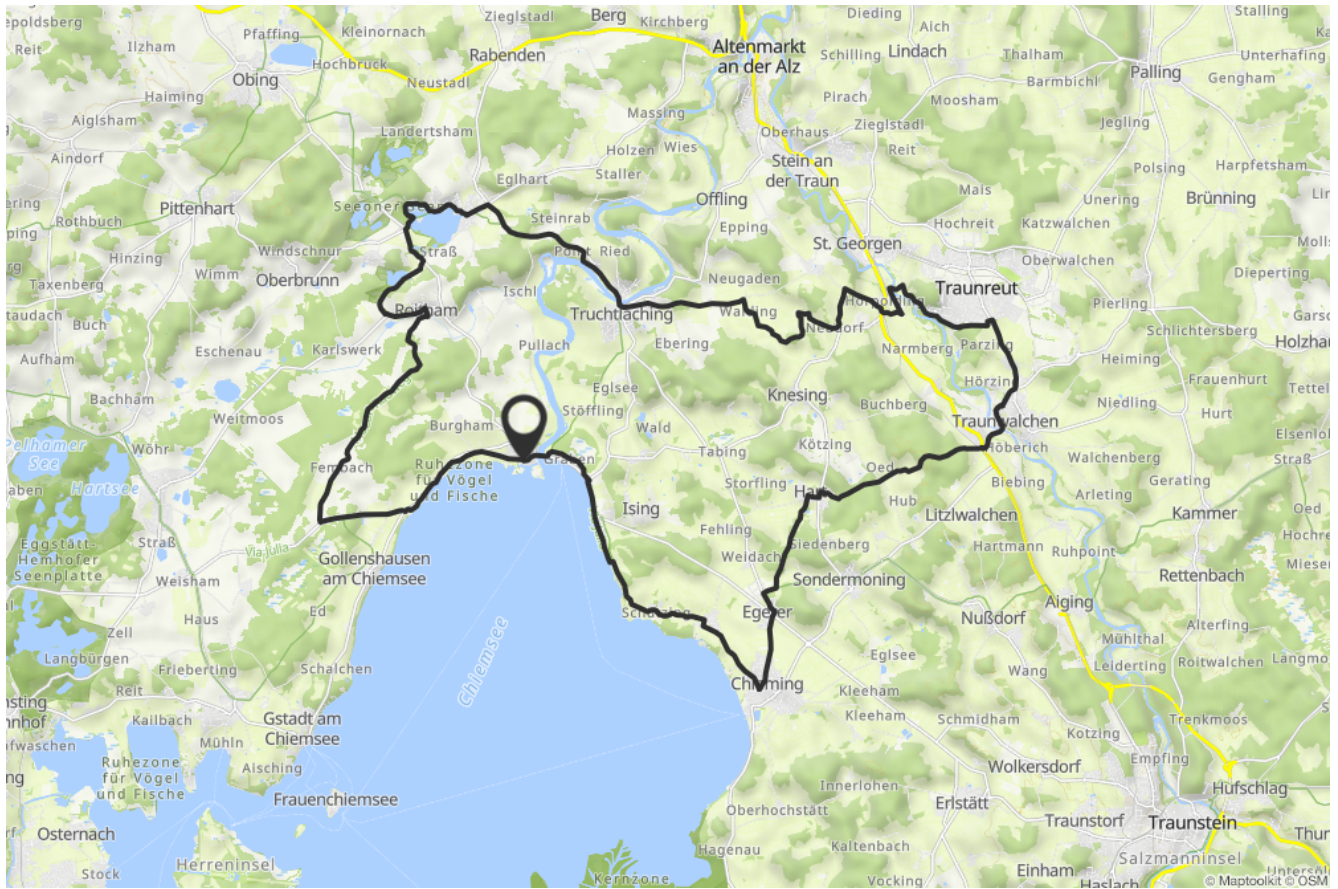 Zieglstadl
Berg
Kirchberg
Dieding
Aich
Stalling
Pfaffing
Kleinornach
Altenmarkt
an der Alz
Schilling
Lindach
Thalham
Unterhafing
Reit
Ilzham
Hochbruck
Rabenden
Obing
Neustadl
Barmbichl
Palling
Gengham
Haiming
Massing
Pirach
Moosham
Aiglsham
Landertsham
Oberhaus
Zieglstadl
Jegling
Aindorf
Holzen
Wies
Stein an
der Traun
Reit
Polsing
Harpfetsham
Eglhart
Staller
Mais
Unering
Brünning
Rothbuch
Pittenhart
Offling
Steinrab
Hochreit
Katzwalchen
Hinzing
Windschnur
Straß
Epping
St. Georgen
Wimm
Oberbrunn
Ried
Oberwalchen
Taxenberg
Ischl
Neugaden
Traunreut
Dieperting
Buch
Truchtlaching
Pierling
Schlichtersberg
Eschenau
Karlswerk
Pullach
Ebering
Narmberg
Parzing
Heiming
Holzha
Aufham
Eglsee
Knesing
Hörzing
Frauenhurt
Bachham
Weitmoos
Stöffling
Buchberg
Niedling
Hurt
Burgham
Wald
Kötzing
Pelhamer
See
Wöhr
Tabing
Oed
Walchenberg
Straß
Hartsee
Ruhezone
für Vögel
und Fische
Storfling
Biebing
Gerating
Ising
Hub
Litzlwalchen
Arleting
Kammer
Oed
Eggstätt-
Hemhofer
Seenplatte
Straß
Via Julia
Gollenshausen
am Chiemsee
Fehling
Weidach
Siedenberg
Hartmann
Ruhpoint
Weisham
Sondermoning
Rettenbach
Ed
Haus
Egerer
Nußdorf
Aiging
Zell
Mühlthal
Alterfing
Langbürgen
Frieberting
Schalchen
Chiemsee
Eglsee
Wang
Leiderting
Roitwalchen
Reit
Kailbach
Gstadt am
Chiemsee
Kleeham
Kleeham
Schmidham
Trenkmoos
Mühln
Kotzing
Ruhezone
für Vögel
und Fische
Aisching
Wolkersdorf
Empfing
Innerlohen
Hufschlag
Frauenchiemsee
Oberhochstätt
Erlstätt
Traunstorf
Traunstein
Osternach
Herreninsel
Hagenau
Kaltenbach
Einham
Salzmanninsel
Stock
Kernzone
Vocking
Haslach
© Maptoolkit © OSM